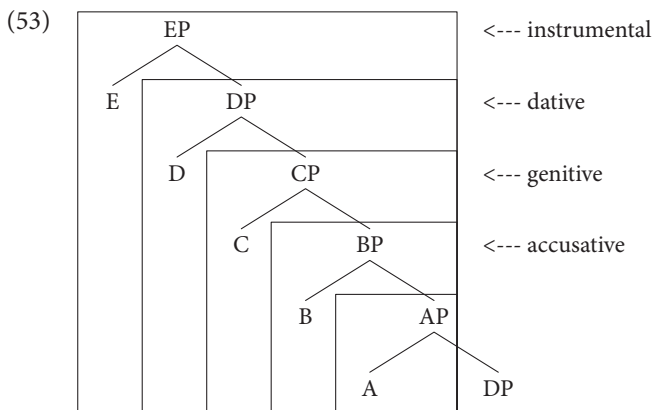 (53) EP <--- instrumental
E DP <--- dative
D CP <--- genitive
C BP <--- accusative
B AP
A DP